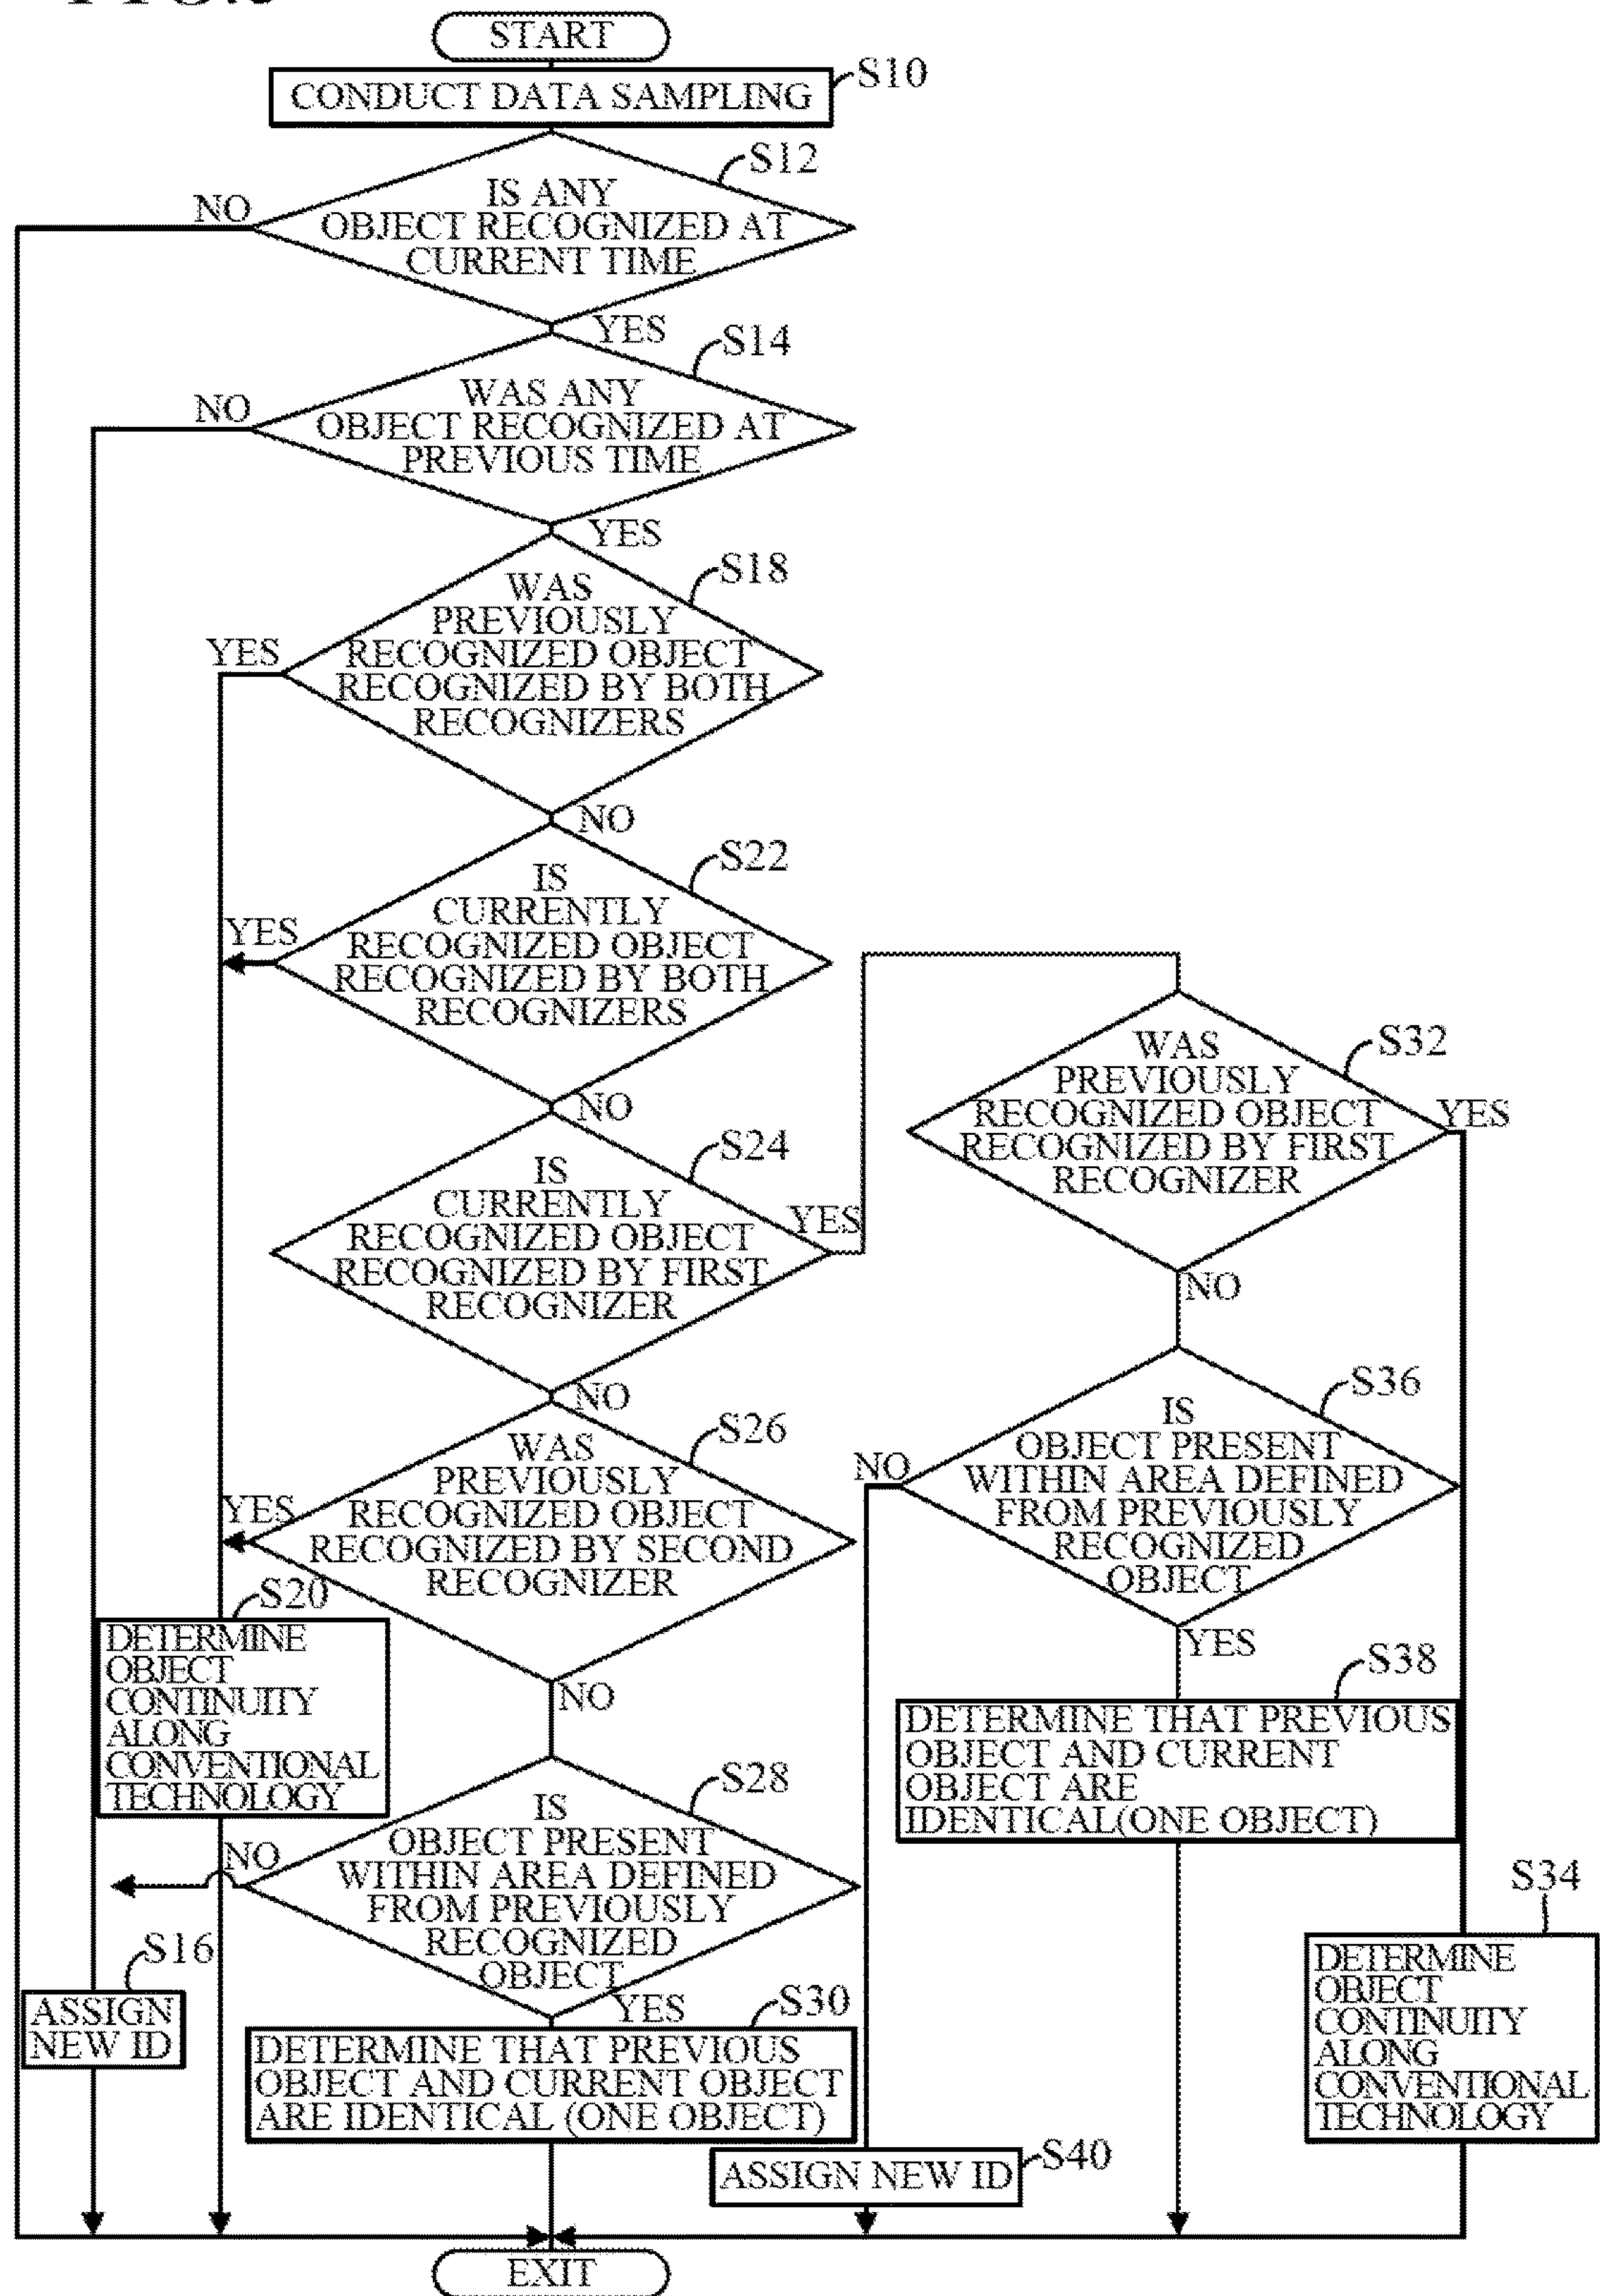 START
CONDUCT DATA SAMPLING
S10
S12
IS ANY
OBJECT RECOGNIZED AT
CURRENT TIME
NO
YES
S14
WAS ANY
OBJECT RECOGNIZED AT
PREVIOUS TIME
NO
YES
S18
WAS
PREVIOUSLY
RECOGNIZED OBJECT
RECOGNIZED BY BOTH
RECOGNIZERS
YES
NO
S22
IS
CURRENTLY
RECOGNIZED OBJECT
RECOGNIZED BY BOTH
RECOGNIZERS
YES
NO
S24
IS
CURRENTLY
RECOGNIZED OBJECT
RECOGNIZED BY FIRST
RECOGNIZER
YES
NO
S26
WAS
PREVIOUSLY
RECOGNIZED OBJECT
RECOGNIZED BY SECOND
RECOGNIZER
YES
NO
S20
DETERMINE
OBJECT
CONTINUITY
ALONG
CONVENTIONAL
TECHNOLOGY
S28
IS
OBJECT PRESENT
WITHIN AREA DEFINED
FROM PREVIOUSLY
RECOGNIZED
OBJECT
NO
YES
S16
ASSIGN
NEW ID
S30
DETERMINE THAT PREVIOUS
OBJECT AND CURRENT OBJECT
ARE IDENTICAL (ONE OBJECT)
S32
WAS
PREVIOUSLY
RECOGNIZED OBJECT
RECOGNIZED BY FIRST
RECOGNIZER
YES
NO
S36
IS
OBJECT PRESENT
WITHIN AREA DEFINED
FROM PREVIOUSLY
RECOGNIZED
OBJECT
NO
YES
S38
DETERMINE THAT PREVIOUS
OBJECT AND CURRENT
OBJECT ARE
IDENTICAL(ONE OBJECT)
S34
DETERMINE
OBJECT
CONTINUITY
ALONG
CONVENTIONAL
TECHNOLOGY
S40
ASSIGN NEW ID
EXIT